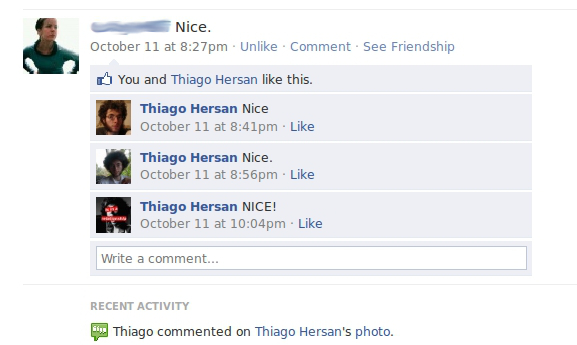 Nice.
October 11 at 8:27pm · Unlike · Comment · See Friendship
You and Thiago Hersan like this.
Thiago Hersan Nice
October 11 at 8:41pm · Like
Thiago Hersan Nice.
October 11 at 8:56pm · Like
Thiago Hersan NICE!
October 11 at 10:04pm · Like
Write a comment...
RECENT ACTIVITY
Thiago commented on Thiago Hersan's photo.